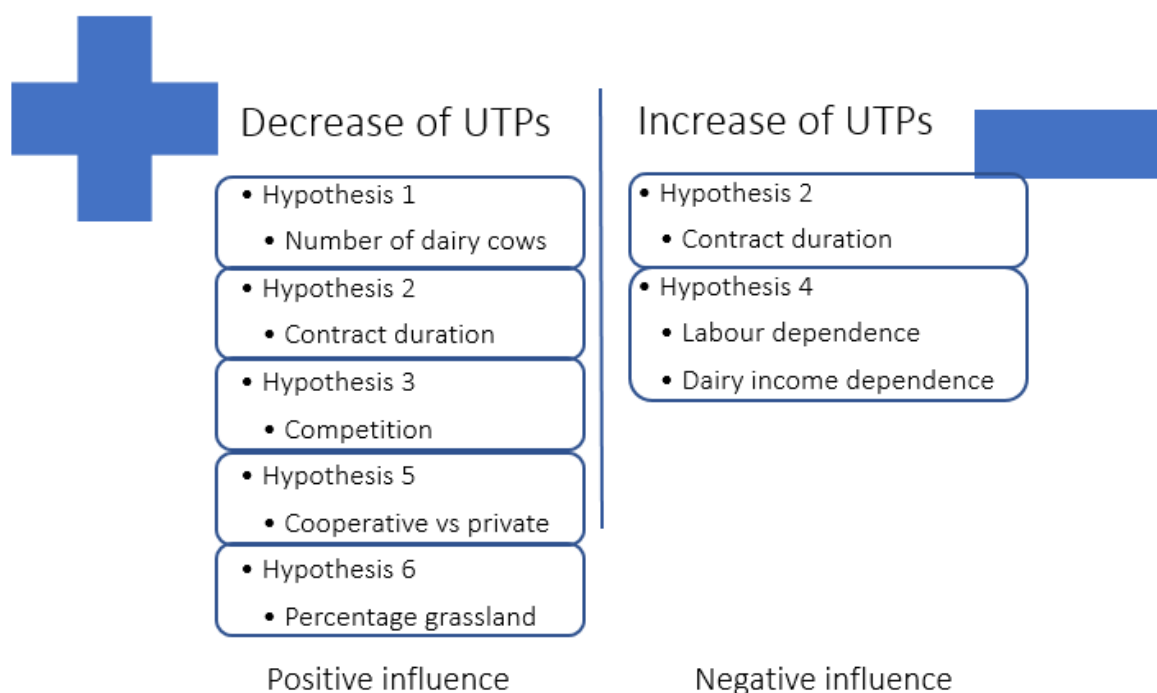 Decrease of UTPs
• Hypothesis 1
• Number of dairy cows
• Hypothesis 2
• Contract duration
• Hypothesis 3
• Competition
• Hypothesis 5
• Cooperative vs private
• Hypothesis 6
• Percentage grassland
Positive influence
Increase of UTPs
• Hypothesis 2
• Contract duration
• Hypothesis 4
• Labour dependence
• Dairy income dependence
Negative influence